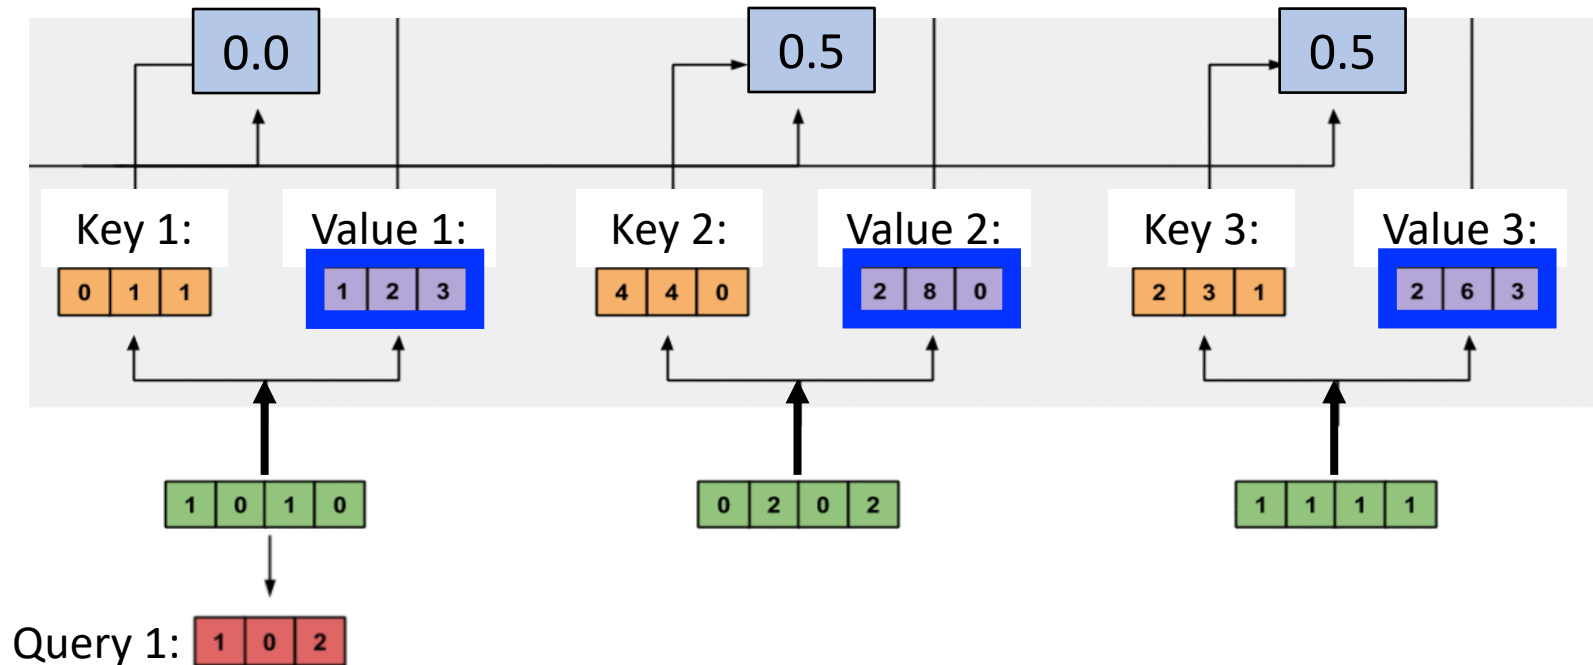 0.0 0.5 0.5
Key 1: Value 1: Key 2: Value 2: Key 3: Value 3:
0 1 1 1 2 3 4 4 0 2 8 0 2 3 1 2 6 3
1 0 1 0 0 2 0 2 1 1 1 1
Query 1: 1 0 2